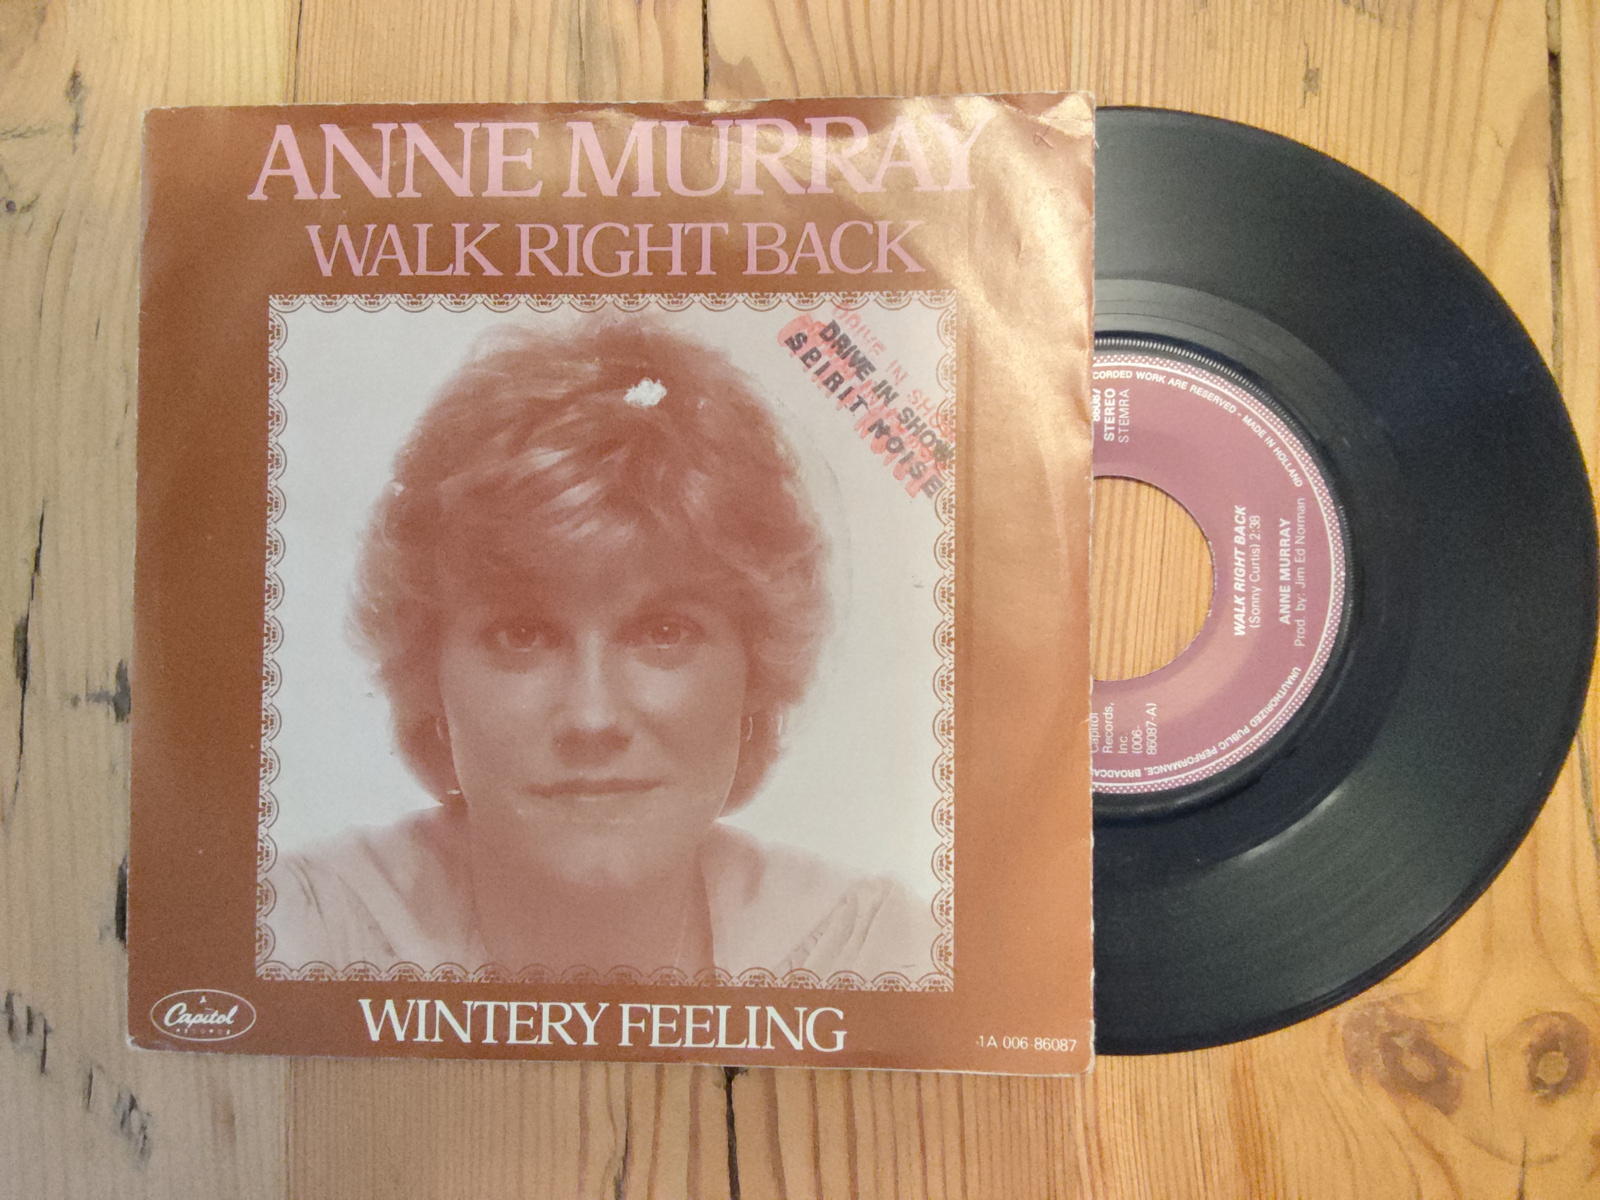 ANNE MURRAY
WALK RIGHT BACK
DRIVE IN SHOW
SPIRIT NOISE
Capitol
RECORDS
WINTERY FEELING
1A 006-86087
CORDED WORK ARE RESERVED - MADE IN HOLLAND
UNAUTHORIZED PUBLIC PERFORMANCE, BROADCA
86087
STEREO
STEMRA
WALK RIGHT BACK
(Sonny Curtis) 2:38
ANNE MURRAY
Prod. by: Jim Ed Norman
Capitol
Records,
Inc.
(006-
86087-A)